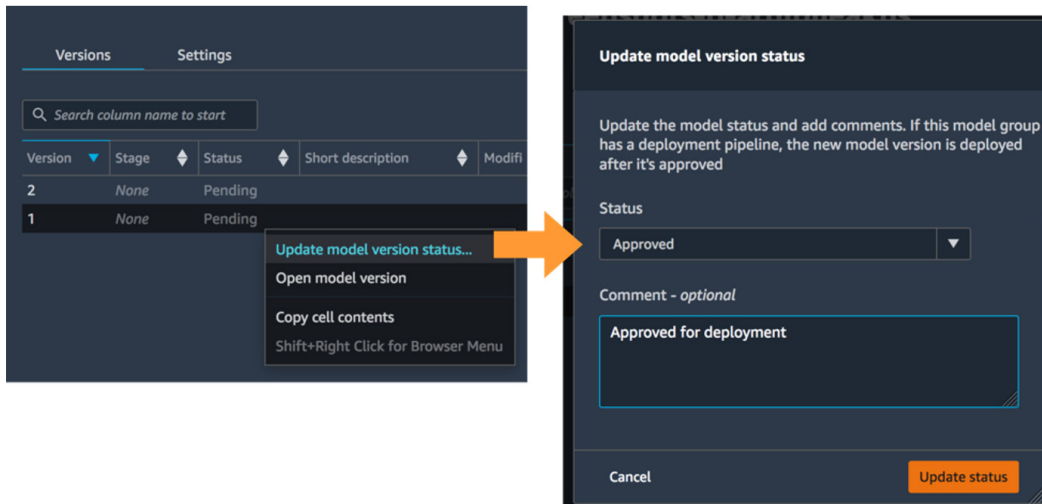 Versions Settings
Search column name to start
Version Stage Status Short description Modifi
2 None Pending
1 None Pending
Update model version status...
Open model version
Copy cell contents
Shift+Right Click for Browser Menu
Update model version status
Update the model status and add comments. If this model group
has a deployment pipeline, the new model version is deployed
after it's approved
Status
Approved
Comment - optional
Approved for deployment
Cancel Update status